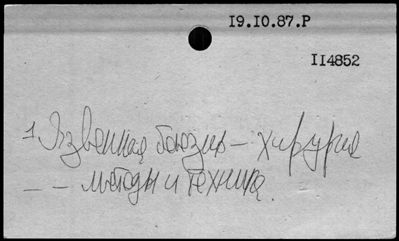 19.10.87.Р
114852
1 Язвенная болезнь – хирургия
– – методы и техника.